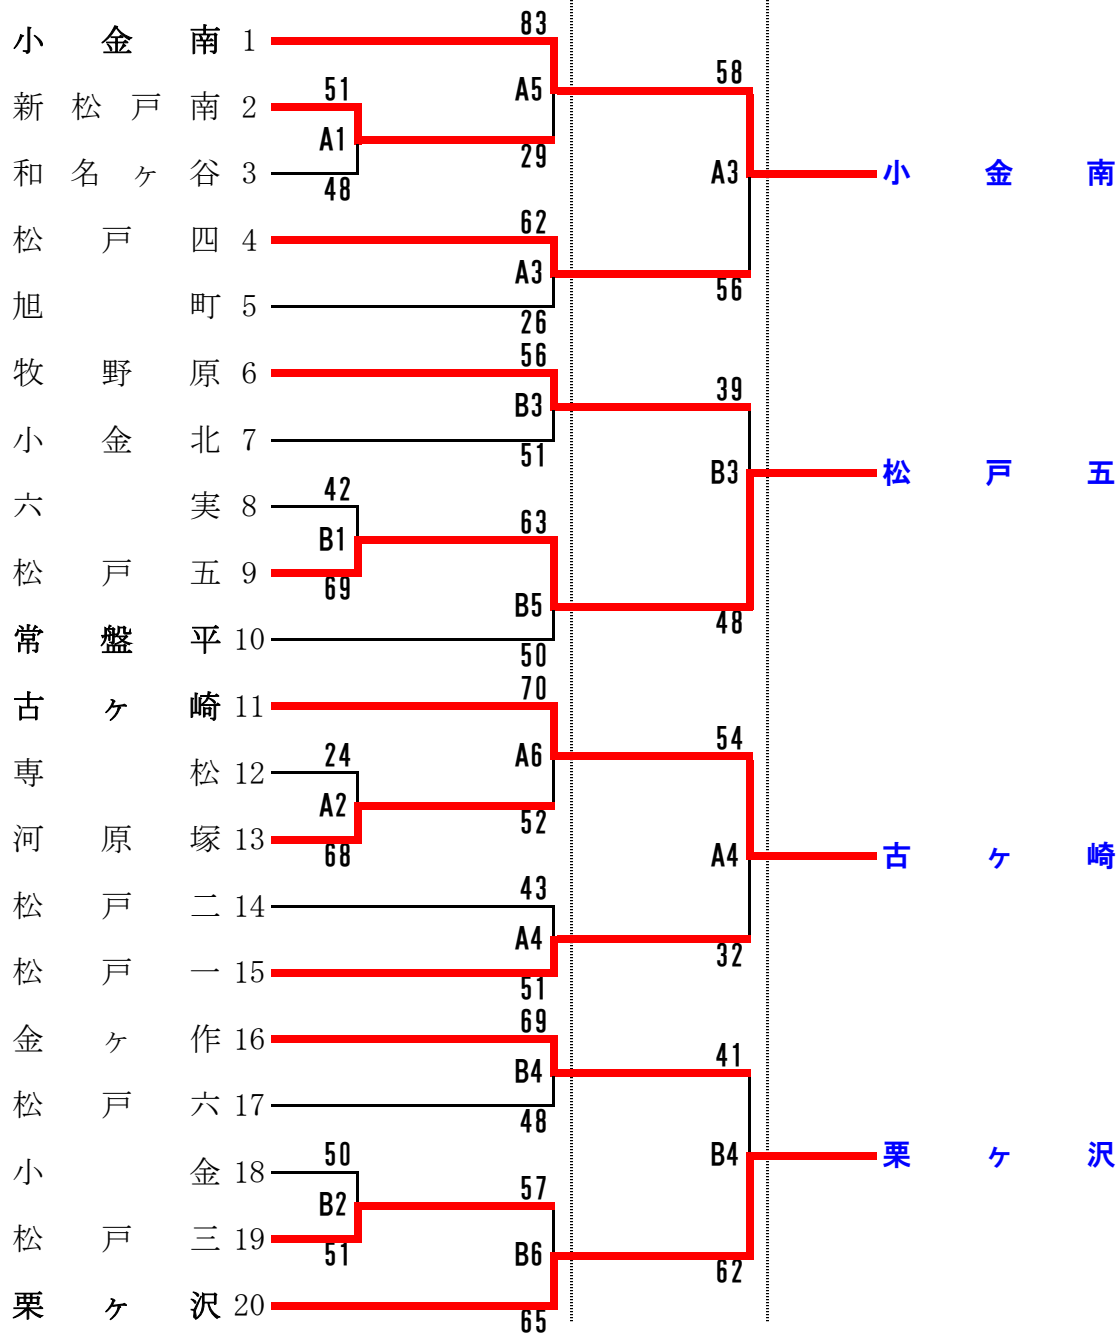 83
小金南 1
58
51
A5
新松戸南 2
A1
29
和名ヶ谷 3
A3
小金南
48
62
松戸四 4
A3
56
旭町 5
26
56
牧野原 6
39
B3
小金北 7
51
B3
松戸五
42
六実 8
63
B1
松戸五 9
69
B5
48
常盤平 10
50
70
古ヶ崎 11
54
24
A6
専松 12
A2
52
河原塚 13
68
A4
古ヶ崎
43
松戸二 14
A4
32
松戸一 15
51
69
金ヶ作 16
41
B4
松戸六 17
48
50
B4
栗ヶ沢
小金 18
57
B2
松戸三 19
51
B6
62
栗ヶ沢 20
65